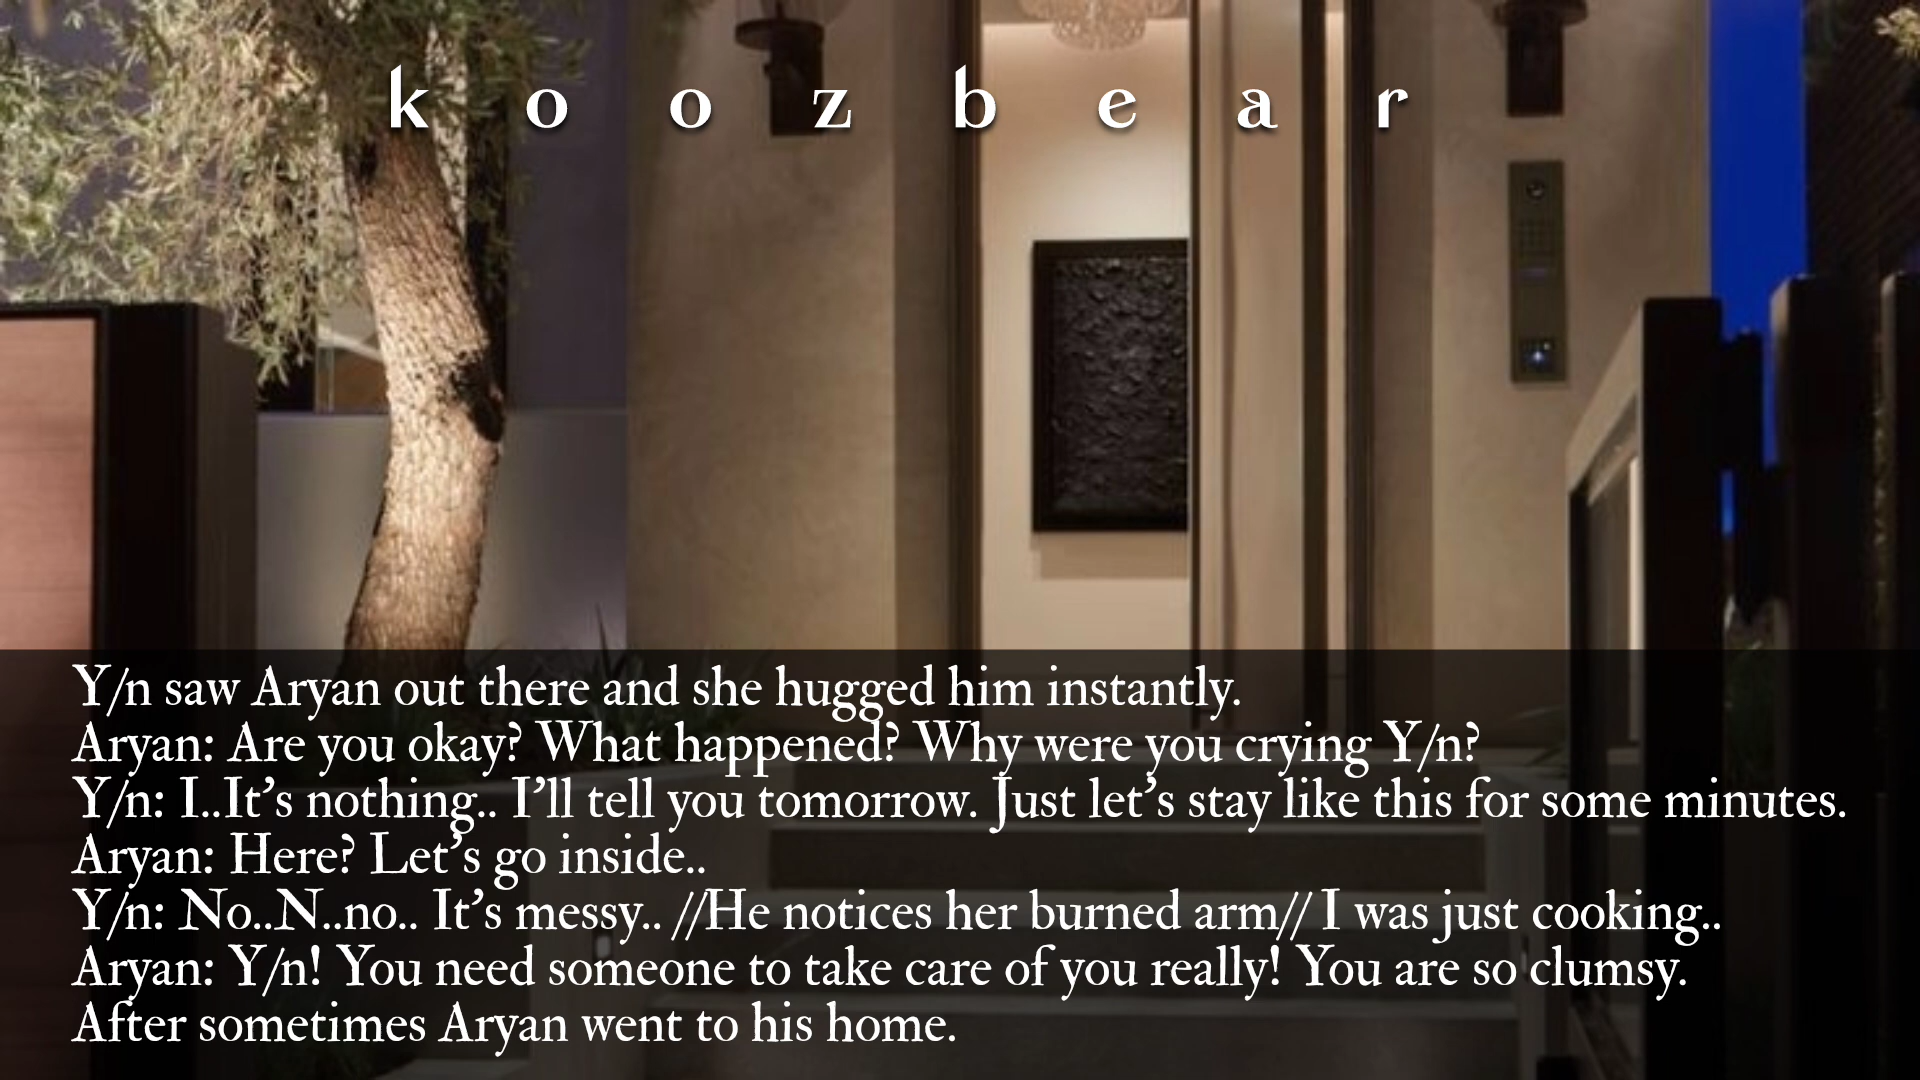 koozbear
Y/n saw Aryan out there and she hugged him instantly.
Aryan: Are you okay? What happened? Why were you crying Y/n?
Y/n: I..It's nothing.. I'll tell you tomorrow. Just let's stay like this for some minutes.
Aryan: Here? Let's go inside..
Y/n: No..N..no.. It's messy.. //He notices her burned arm// I was just cooking..
Aryan: Y/n! You need someone to take care of you really! You are so clumsy.
After sometimes Aryan went to his home.